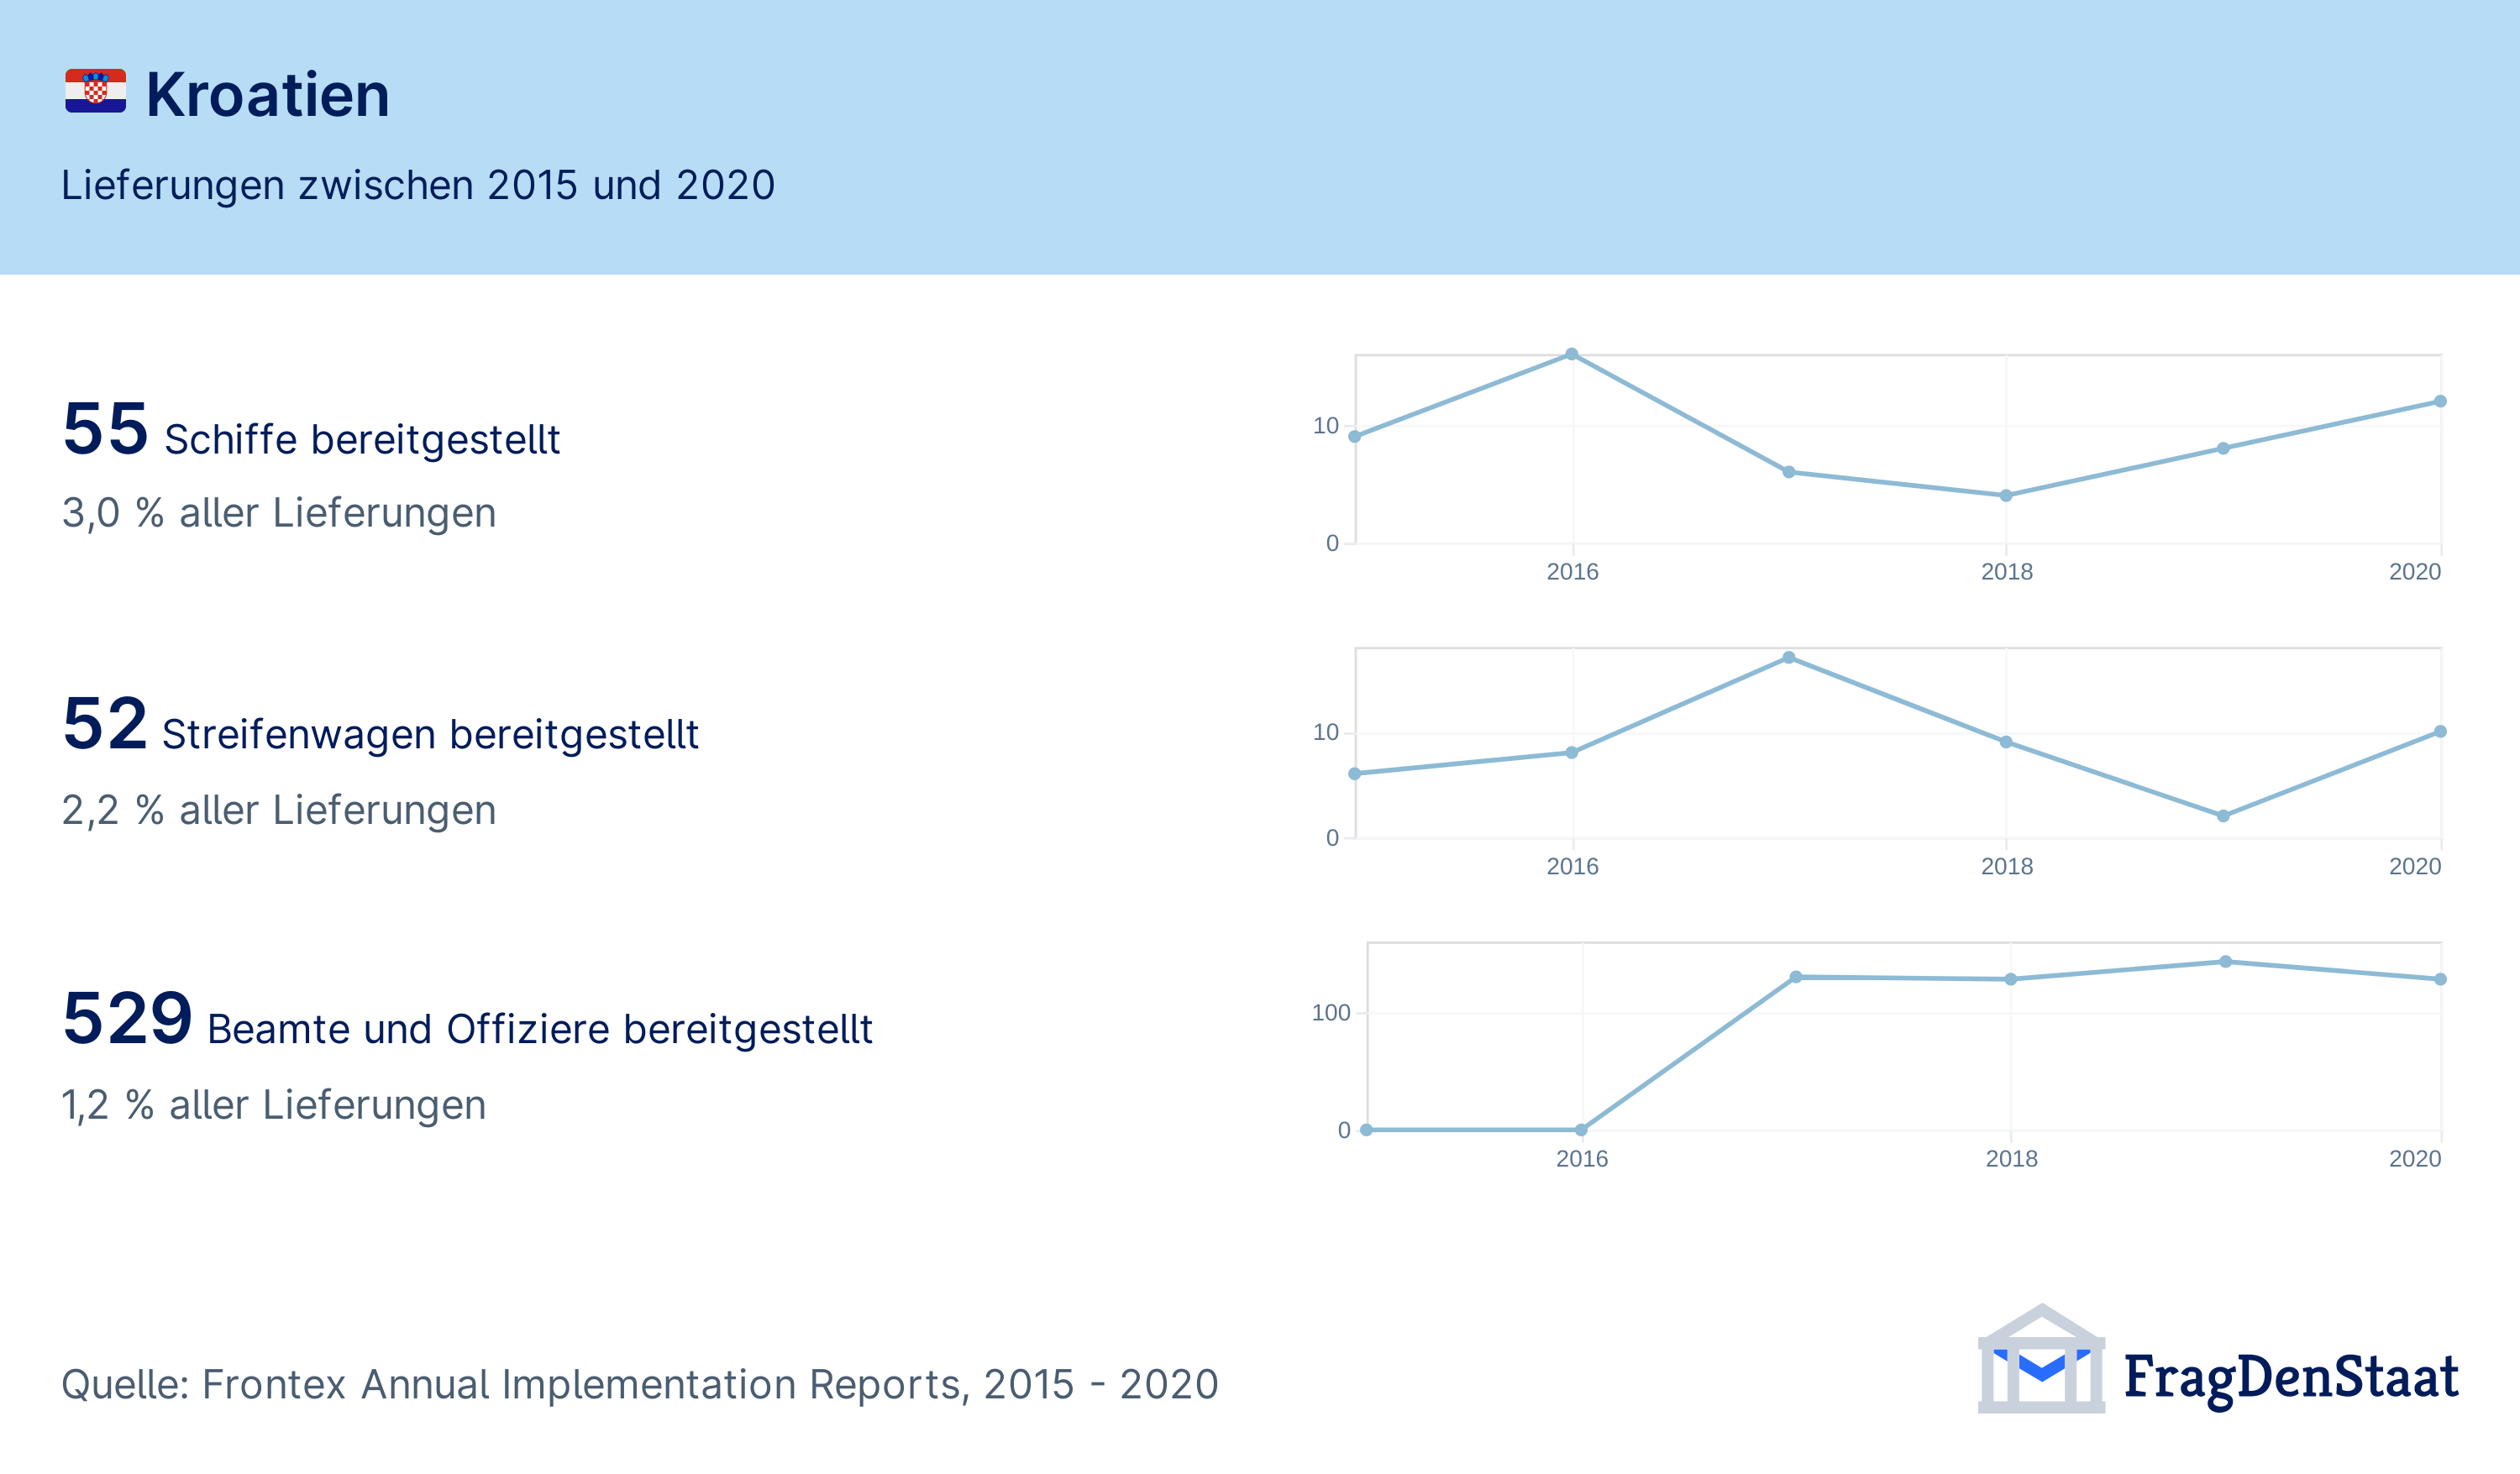 Kroatien
Lieferungen zwischen 2015 und 2020
55 Schiffe bereitgestellt
3,0 % aller Lieferungen
10
0
2016 2018 2020
52 Streifenwagen bereitgestellt
2,2 % aller Lieferungen
10
0
2016 2018 2020
529 Beamte und Offiziere bereitgestellt
1,2 % aller Lieferungen
100
0
2016 2018 2020
Quelle: Frontex Annual Implementation Reports, 2015 - 2020
FragDenStaat